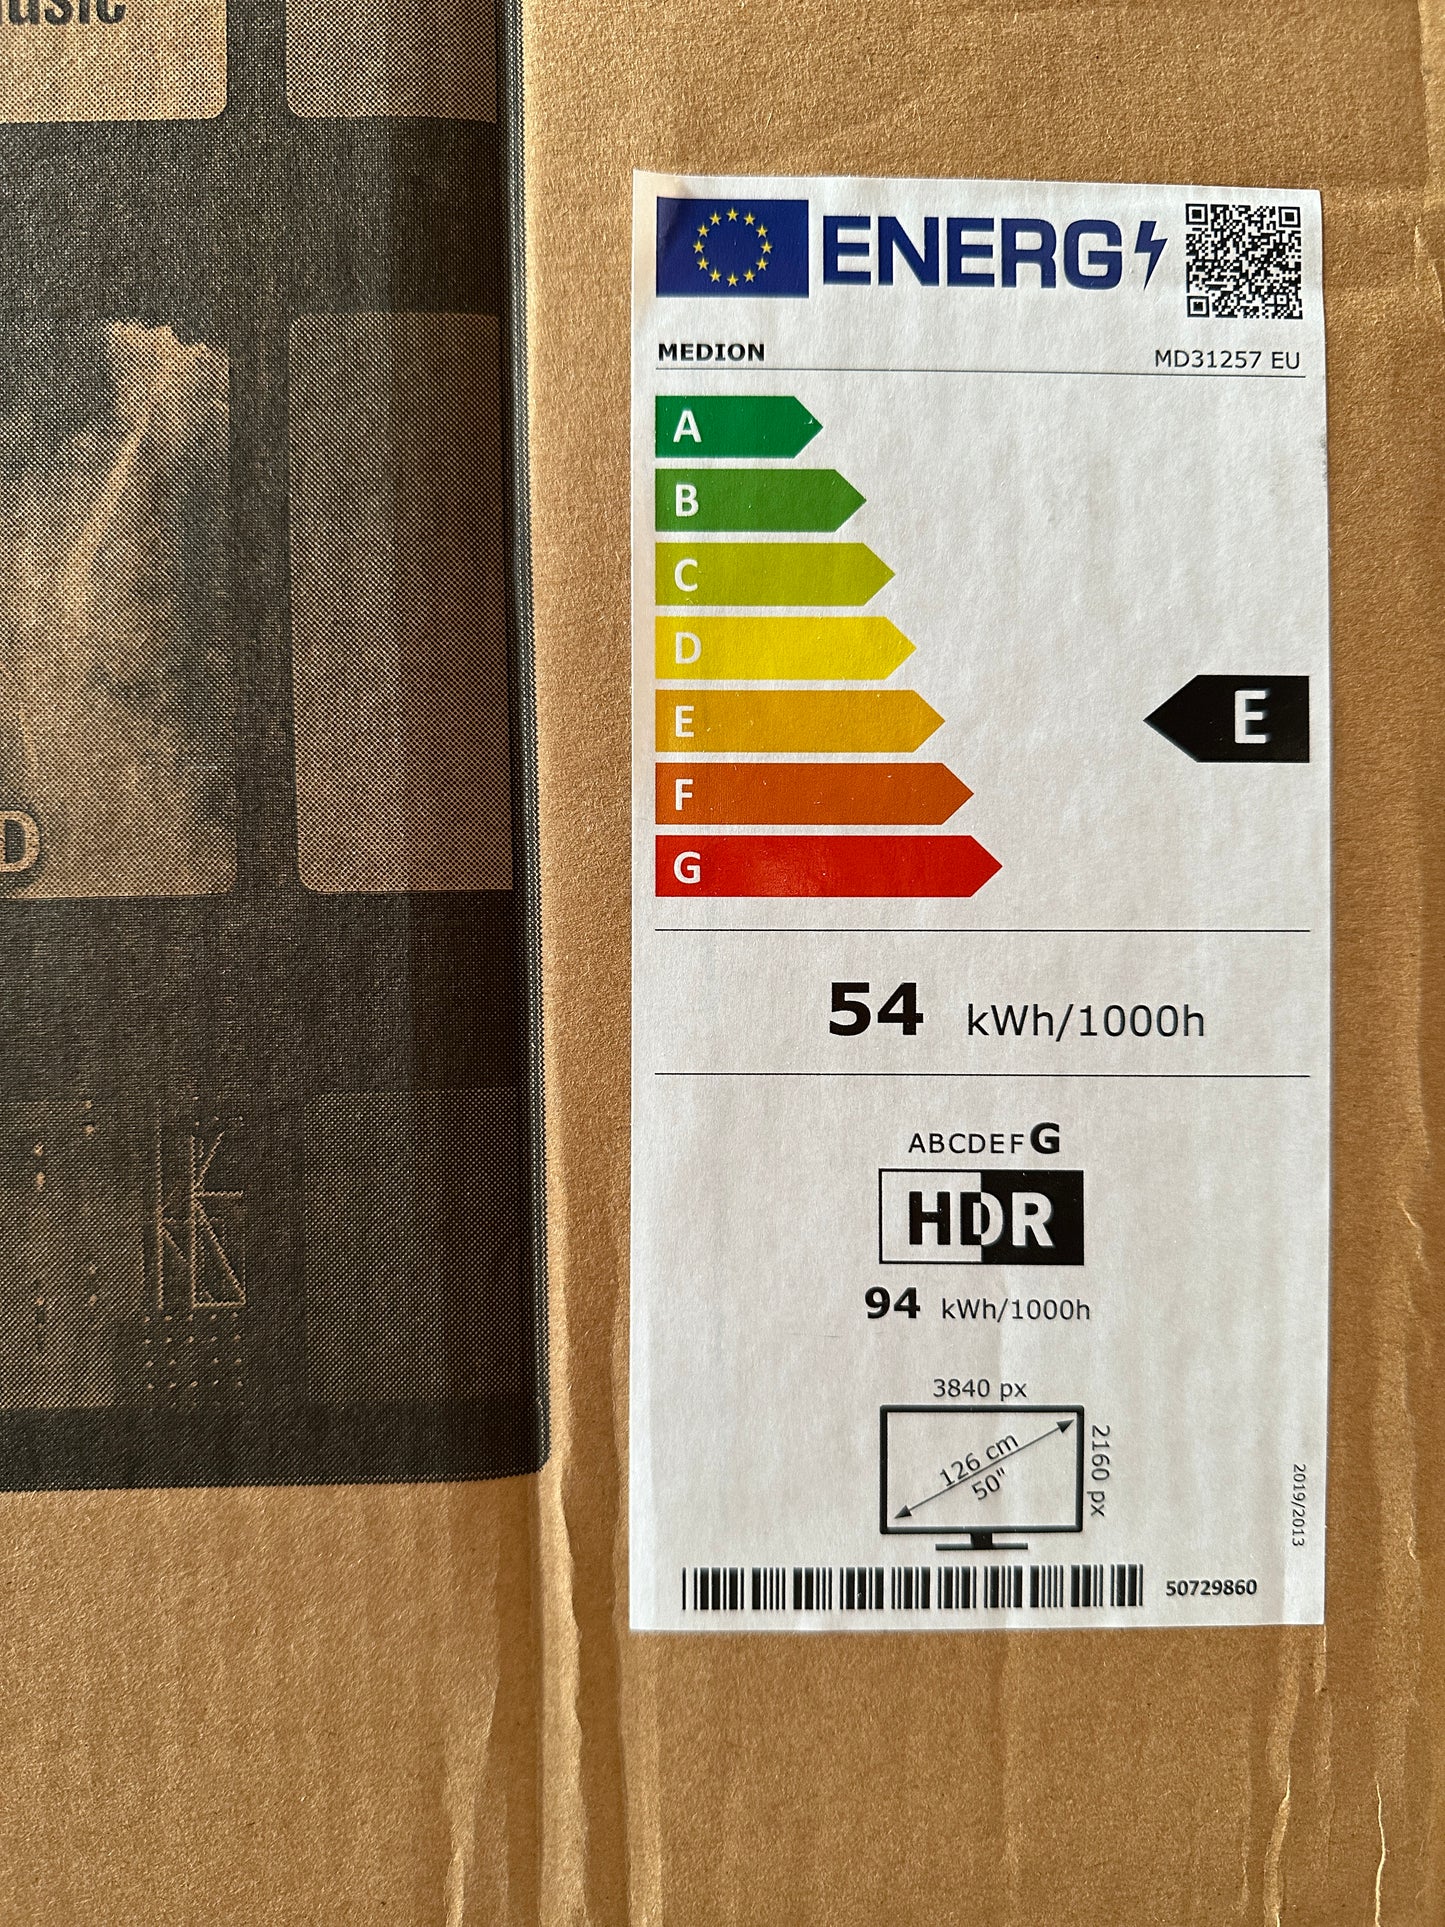 ENERG
MEDION
MD31257 EU
A
B
C
D
E
E
F
G
54 kWh/1000h
ABCDEFG
HDR
94 kWh/1000h
3840 px
126 cm
50"
2160 px
2019/2013
50729860